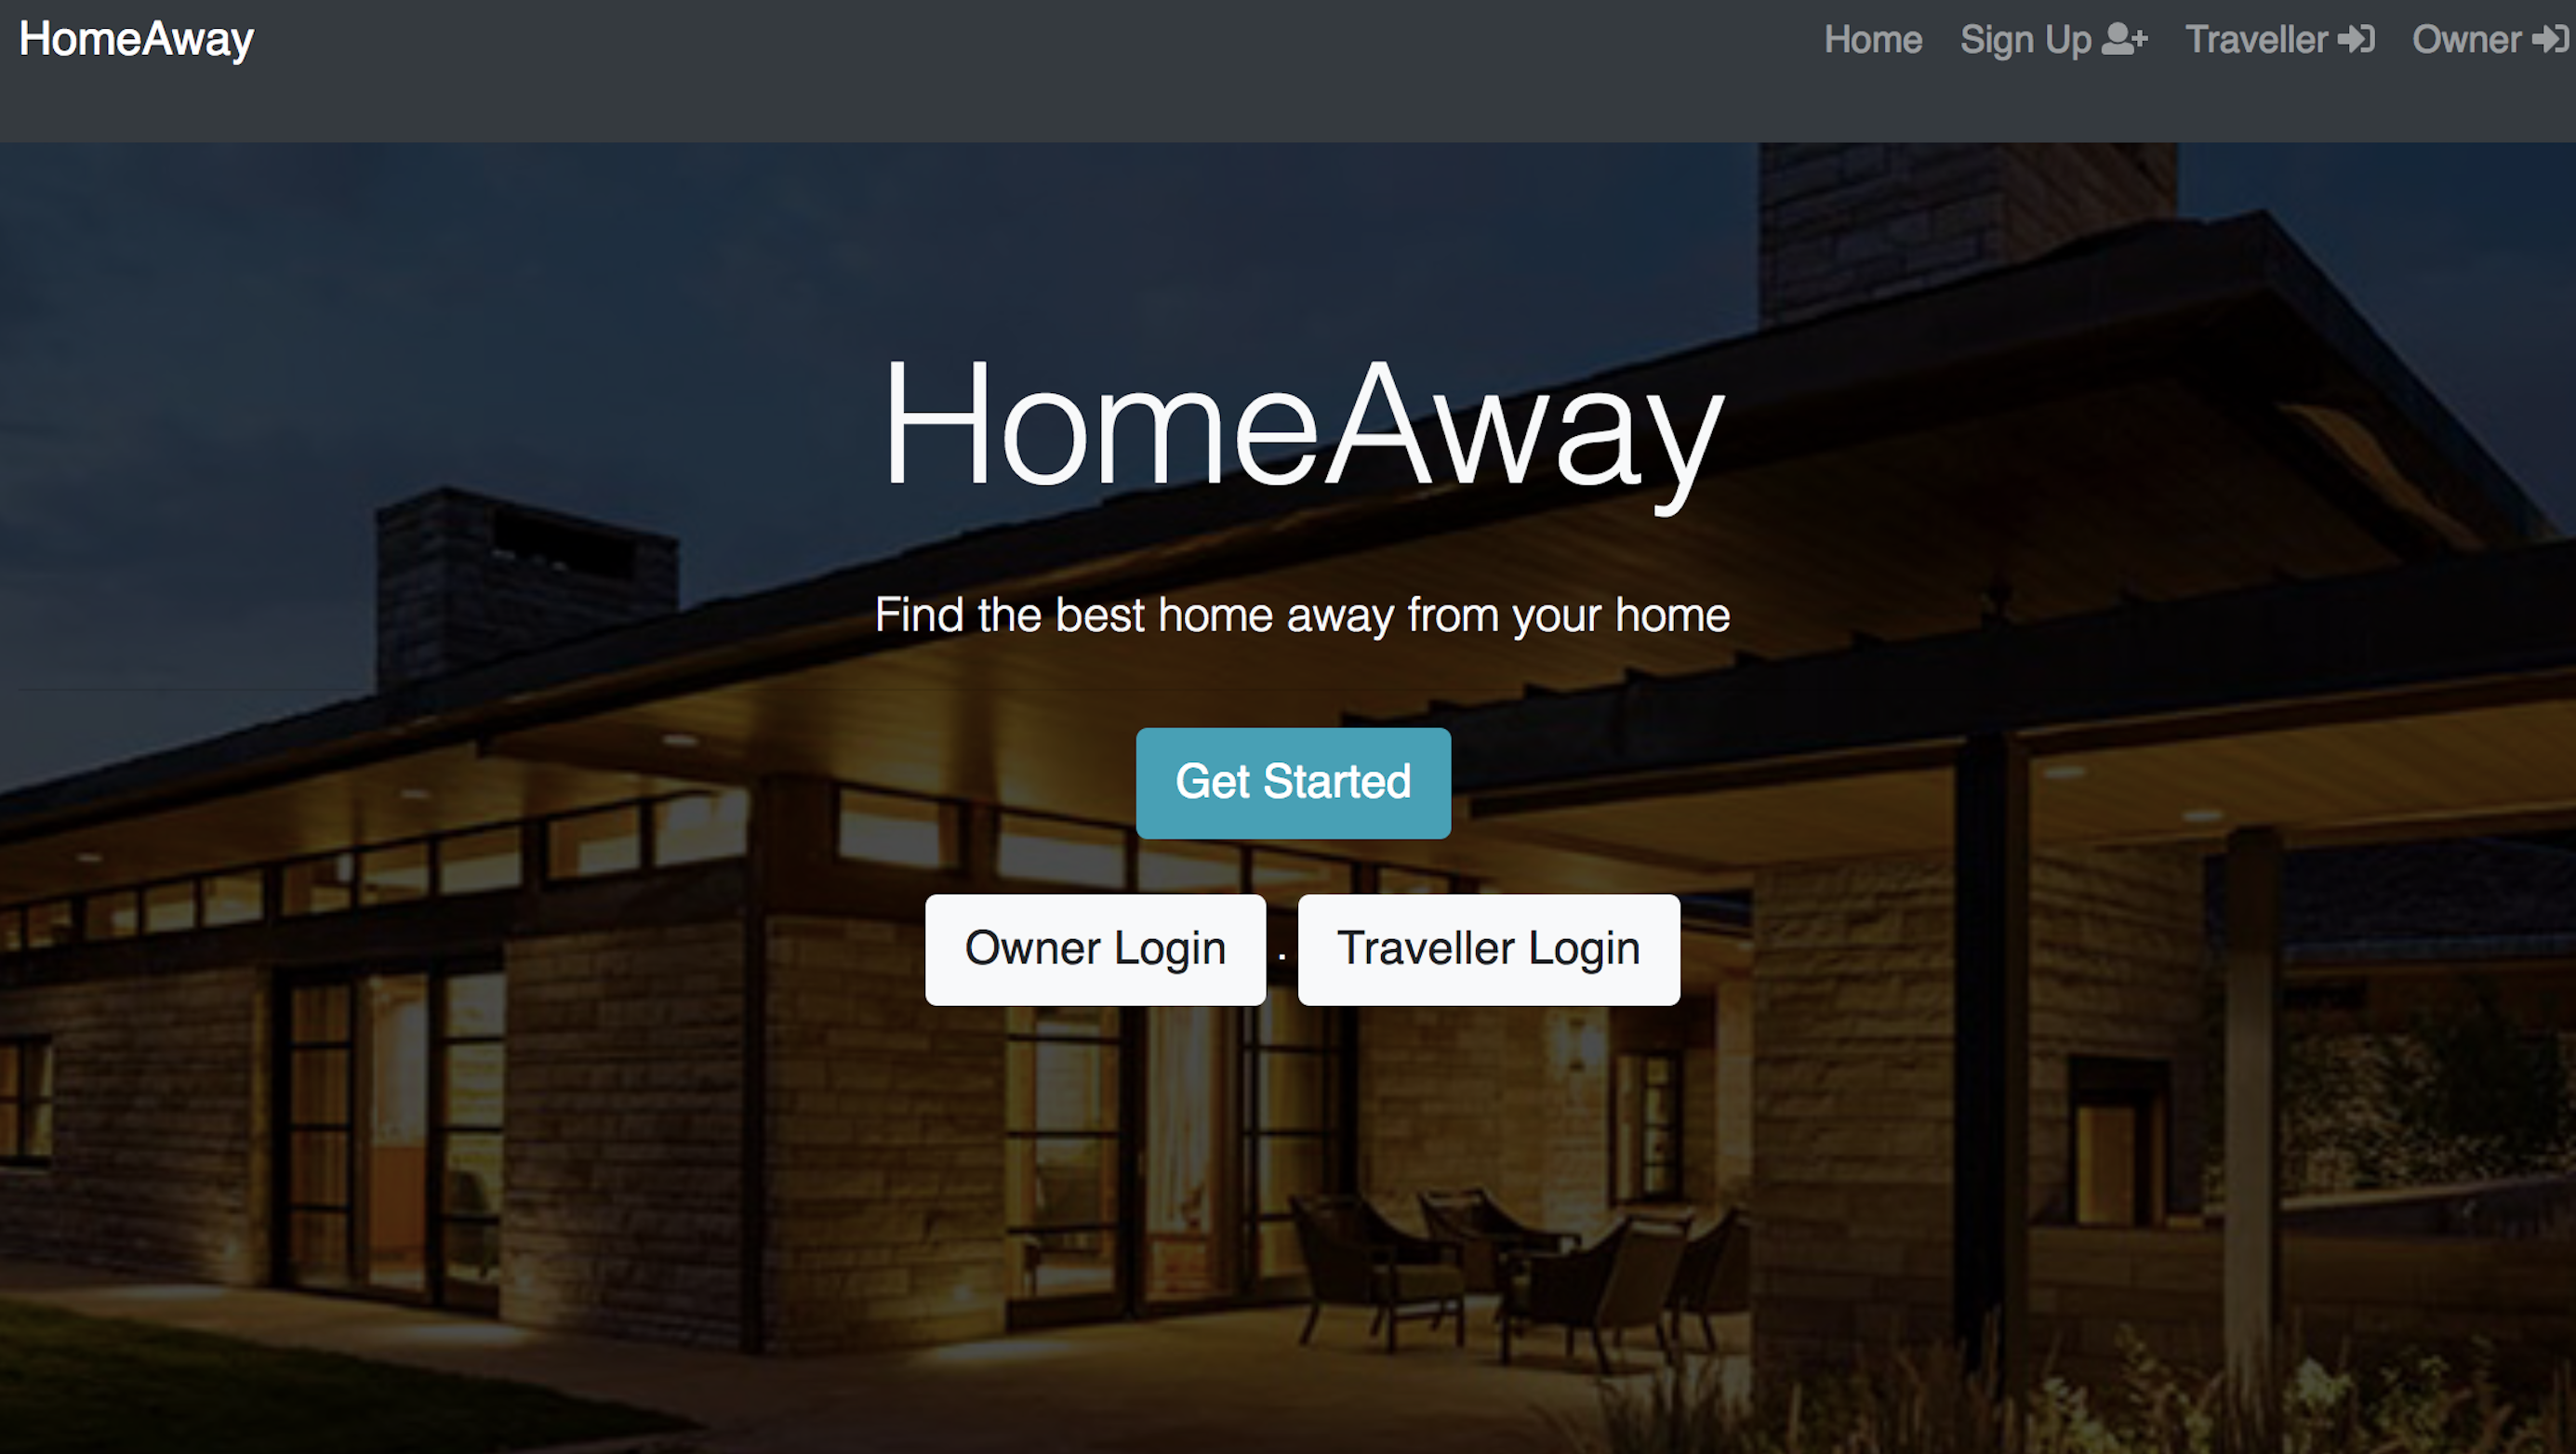 HomeAway Home Sign Up Traveller Owner
HomeAway
Find the best home away from your home
Get Started
Owner Login . Traveller Login